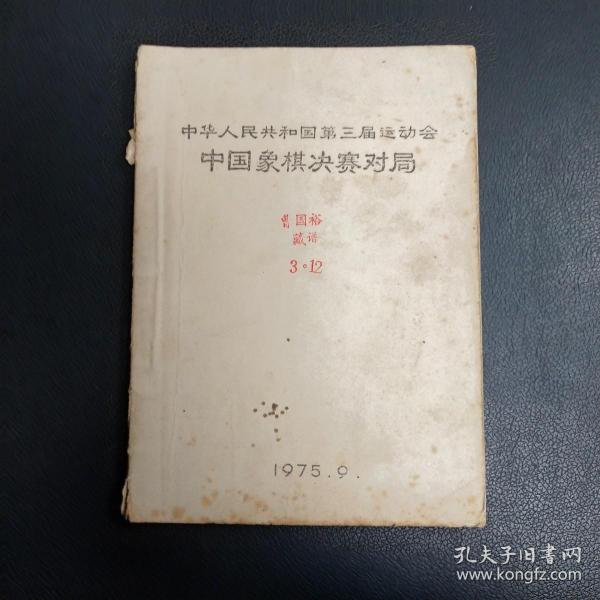 中华人民共和国第三届运动会
中国象棋决赛对局
曾国裕
藏谱
3·12
1975.9.
孔夫子旧书网
www.kongfz.com